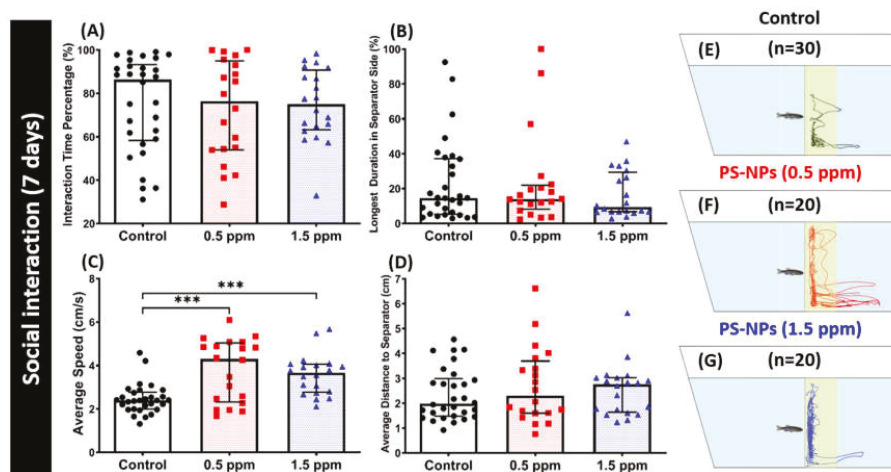 Social interaction (7 days)
(A)
Interaction Time Percentage (%)
100
80
60
40
20
Control
0.5 ppm
1.5 ppm
(B)
Longest Duration in Separator Side (%)
100
80
60
40
20
0
Control
0.5 ppm
1.5 ppm
(C)
Average Speed (cm/s)
8
6
4
2
0
***
***
Control
0.5 ppm
1.5 ppm
(D)
Average Distance to Separator (cm)
7
6
5
4
3
2
1
0
Control
0.5 ppm
1.5 ppm
Control
(E)
(n=30)
PS-NPs (0.5 ppm)
(F)
(n=20)
PS-NPs (1.5 ppm)
(G)
(n=20)